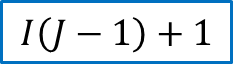 I(J − 1) + 1